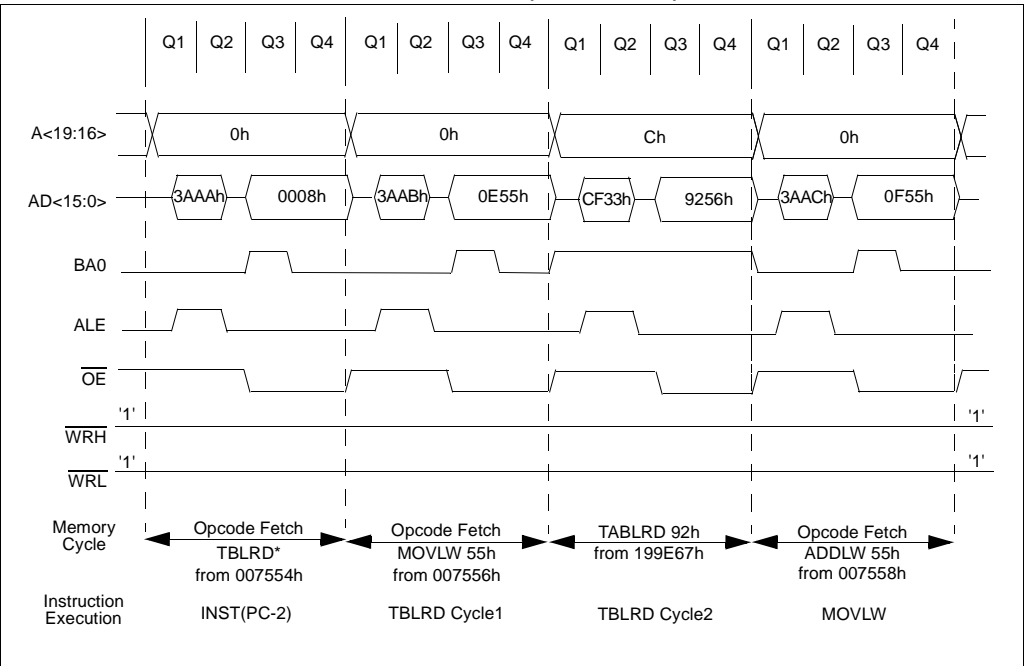 Q1 Q2 Q3 Q4 Q1 Q2 Q3 Q4 Q1 Q2 Q3 Q4 Q1 Q2 Q3 Q4
A<19:16> 0h 0h Ch 0h
AD<15:0> 3AAAh 0008h 3AABh 0E55h CF33h 9256h 3AACh 0F55h
BA0
ALE
OE
'1' '1'
WRH
'1' '1'
WRL
Memory Cycle
Opcode Fetch
TBLRD*
from 007554h
Opcode Fetch
MOVLW 55h
from 007556h
TABLRD 92h
from 199E67h
Opcode Fetch
ADDLW 55h
from 007558h
Instruction
Execution
INST(PC-2) TBLRD Cycle1 TBLRD Cycle2 MOVLW